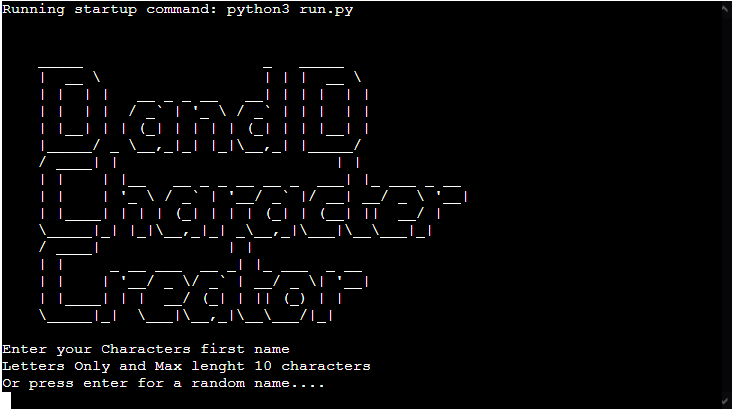 Running startup command: python3 run.py
DandD
Character
Creator
Enter your Characters first name
Letters Only and Max lenght 10 characters
Or press enter for a random name....